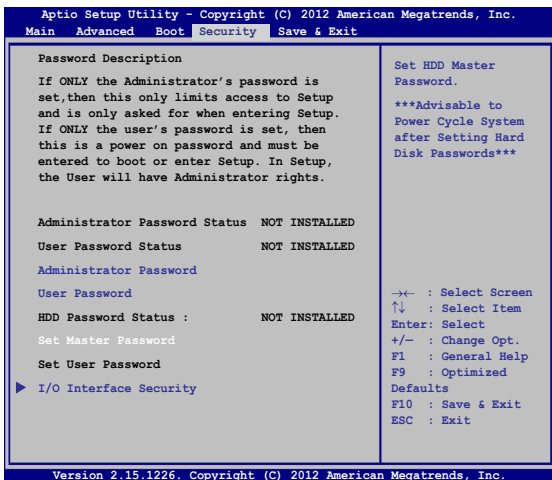 Aptio Setup Utility - Copyright (C) 2012 American Megatrends, Inc.
Main Advanced Boot Security Save & Exit
Password Description
If ONLY the Administrator's password is
set,then this only limits access to Setup
and is only asked for when entering Setup.
If ONLY the user's password is set, then
this is a power on password and must be
entered to boot or enter Setup. In Setup,
the User will have Administrator rights.
Administrator Password Status NOT INSTALLED
User Password Status NOT INSTALLED
Administrator Password
User Password
HDD Password Status : NOT INSTALLED
Set Master Password
Set User Password
I/O Interface Security
Set HDD Master
Password.
***Advisable to
Power Cycle System
after Setting Hard
Disk Passwords***
→← : Select Screen
↑↓ : Select Item
Enter: Select
+/— : Change Opt.
F1 : General Help
F9 : Optimized
Defaults
F10 : Save & Exit
ESC : Exit
Version 2.15.1226. Copyright (C) 2012 American Megatrends, Inc.